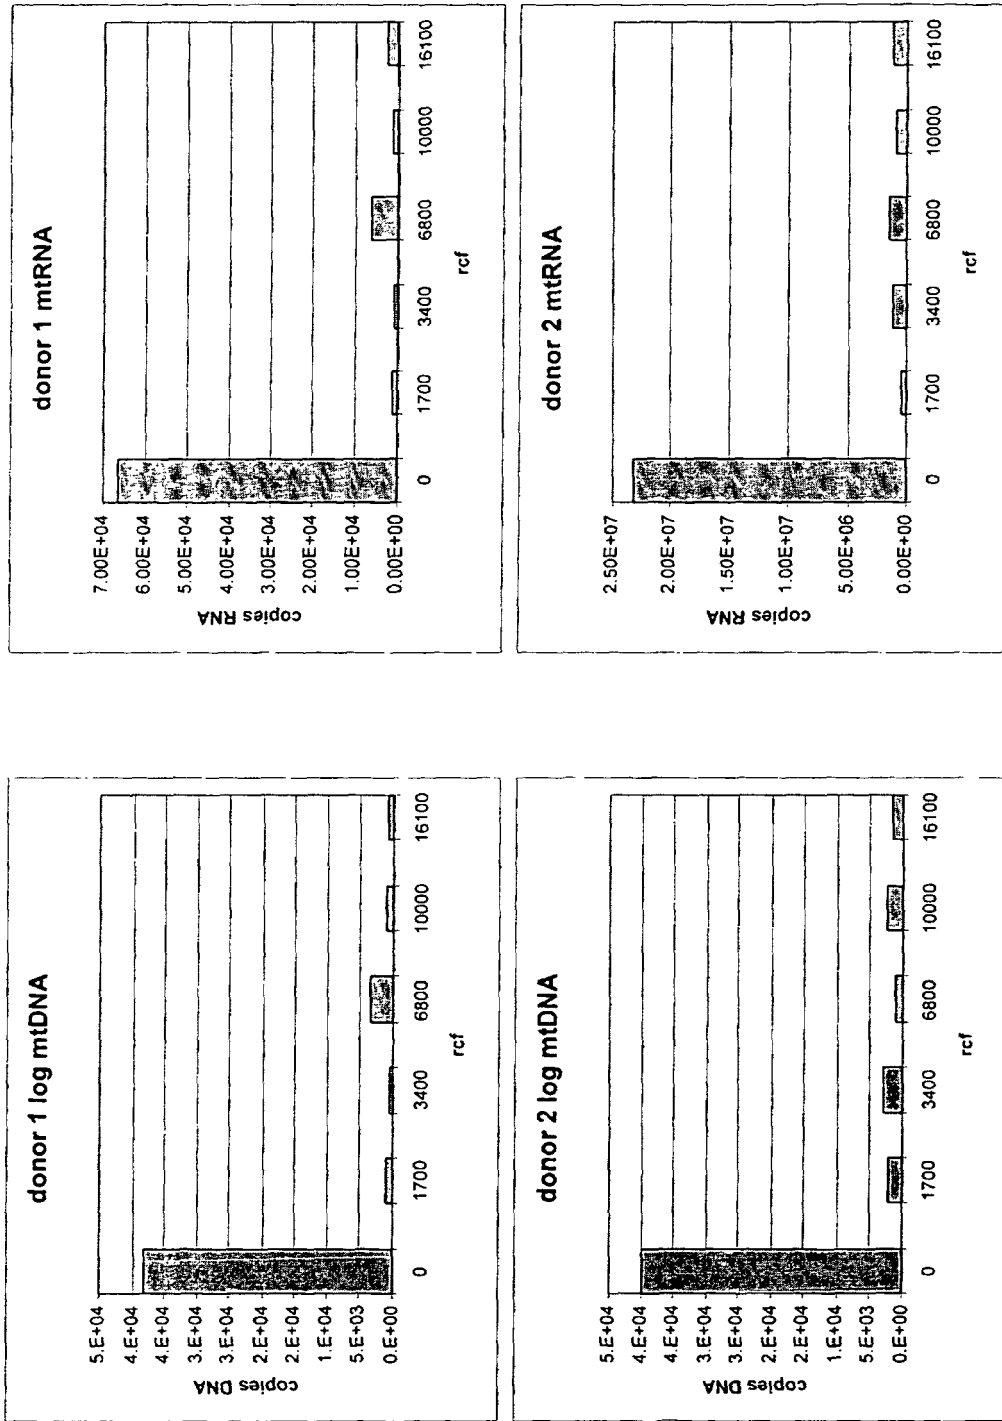 donor 1 log mtDNA
copies DNA
5.E+04
4.E+04
4.E+04
3.E+04
3.E+04
2.E+04
2.E+04
1.E+04
5.E+03
0.E+00
0 1700 3400 6800 10000 16100
rcf
donor 1 mtRNA
copies RNA
7.00E+04
6.00E+04
5.00E+04
4.00E+04
3.00E+04
2.00E+04
1.00E+04
0.00E+00
0 1700 3400 6800 10000 16100
rcf
donor 2 log mtDNA
copies DNA
5.E+04
4.E+04
4.E+04
3.E+04
3.E+04
2.E+04
2.E+04
1.E+04
5.E+03
0.E+00
0 1700 3400 6800 10000 16100
rcf
donor 2 mtRNA
copies RNA
2.50E+07
2.00E+07
1.50E+07
1.00E+07
5.00E+06
0.00E+00
0 1700 3400 6800 10000 16100
rcf